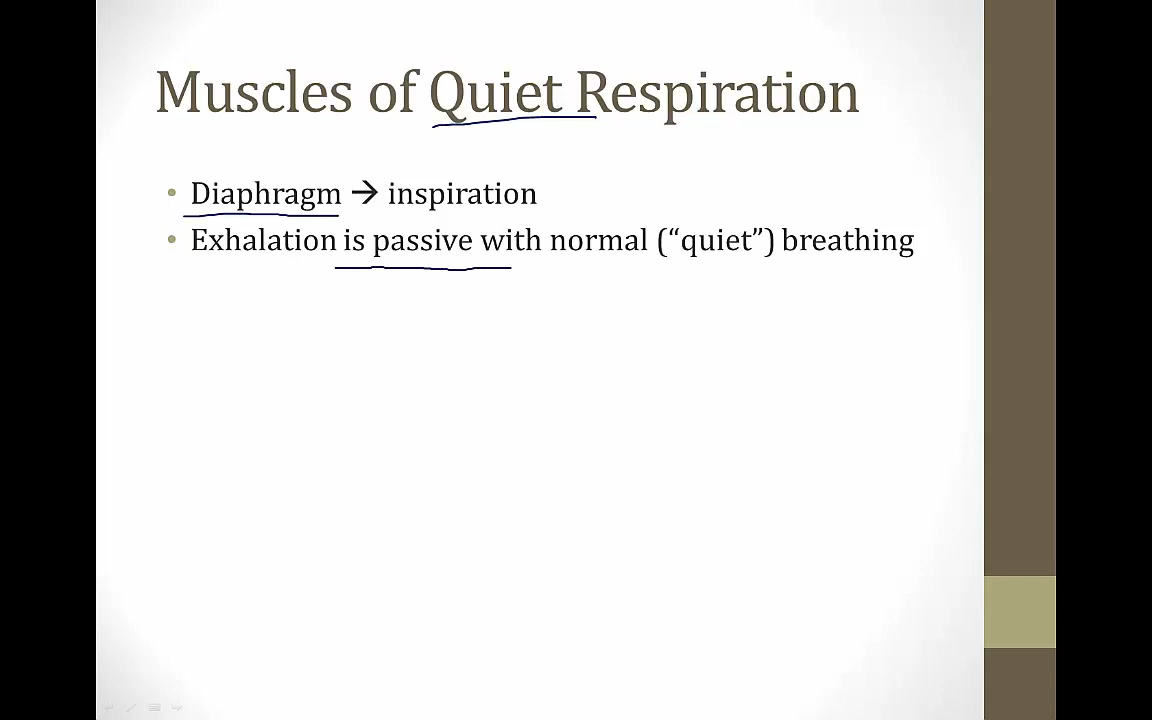 Muscles of Quiet Respiration
• Diaphragm → inspiration
• Exhalation is passive with normal (“quiet”) breathing